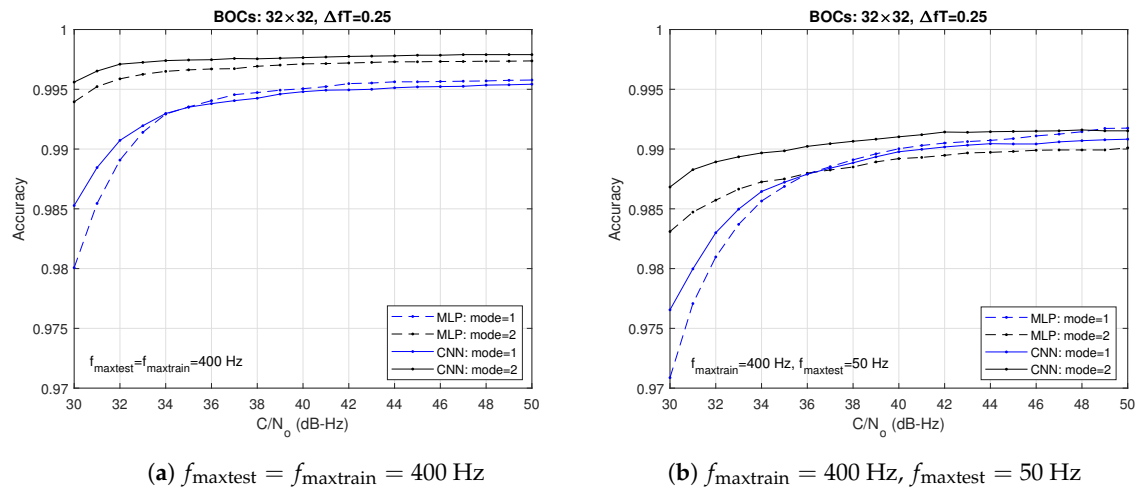 BOCs: 32×32, ΔfT=0.25
1
0.995
0.99
0.985
0.98
0.975
0.97
Accuracy
30 32 34 36 38 40 42 44 46 48 50
C/No (dB-Hz)
fmaxtest=fmaxtrain=400 Hz
MLP: mode=1
MLP: mode=2
CNN: mode=1
CNN: mode=2
(a) fmaxtest = fmaxtrain = 400 Hz
BOCs: 32×32, ΔfT=0.25
1
0.995
0.99
0.985
0.98
0.975
0.97
Accuracy
30 32 34 36 38 40 42 44 46 48 50
C/No (dB-Hz)
fmaxtrain=400 Hz, fmaxtest=50 Hz
MLP: mode=1
MLP: mode=2
CNN: mode=1
CNN: mode=2
(b) fmaxtrain = 400 Hz, fmaxtest = 50 Hz